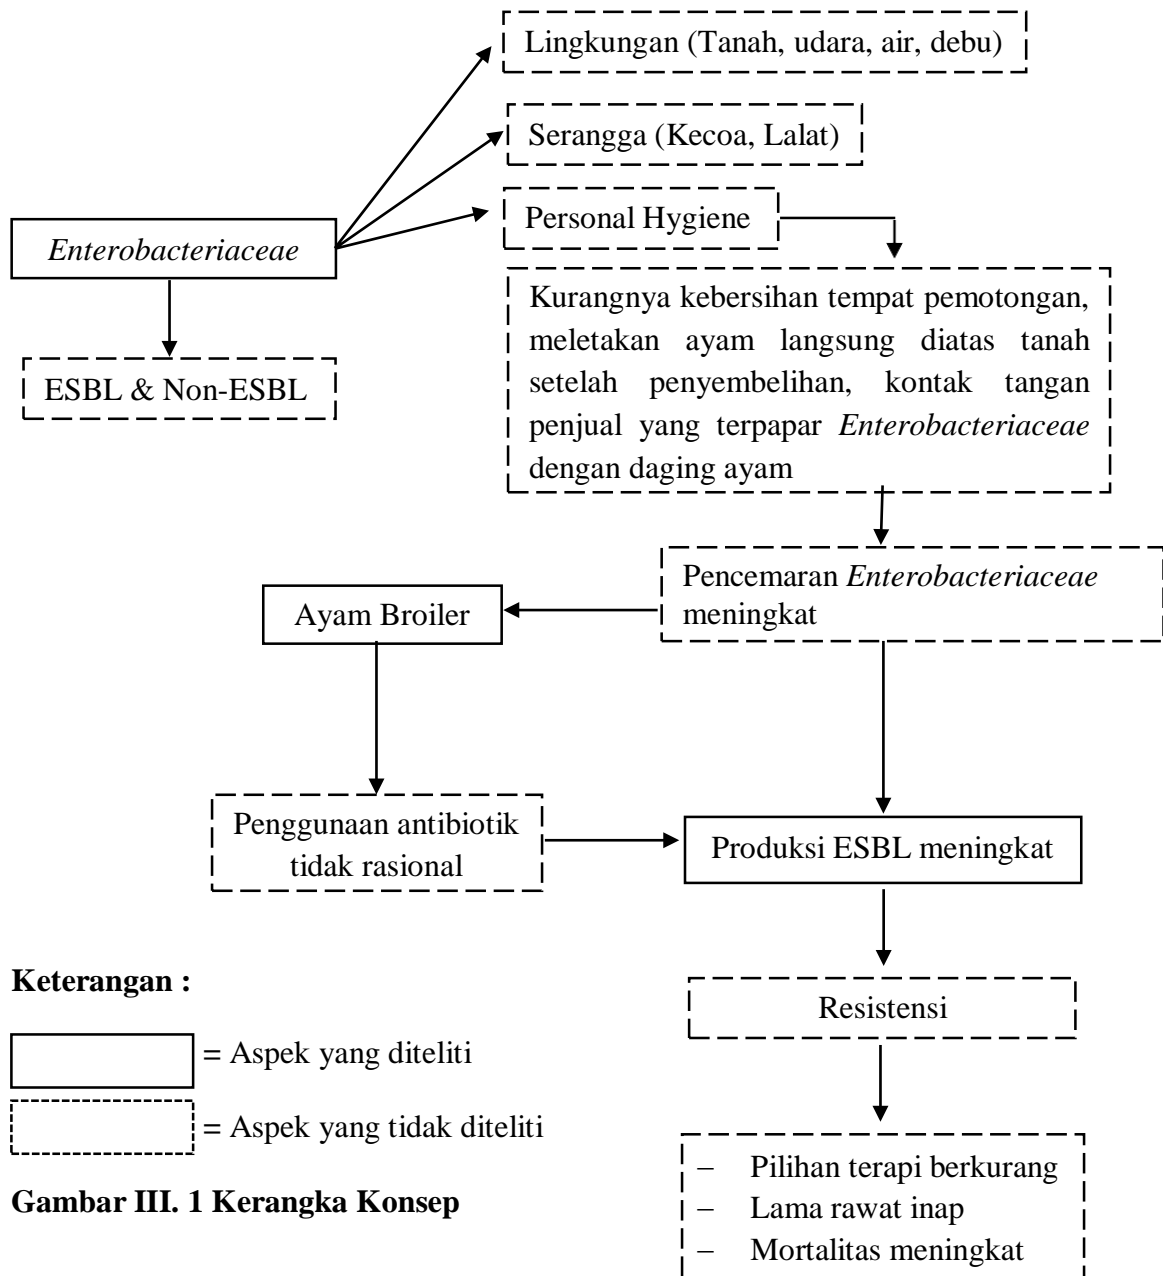 Lingkungan (Tanah, udara, air, debu)
Serangga (Kecoa, Lalat)
Personal Hygiene
Enterobacteriaceae
Kurangnya kebersihan tempat pemotongan,
meletakan ayam langsung diatas tanah
setelah penyembelihan, kontak tangan
penjual yang terpapar Enterobacteriaceae
dengan daging ayam
ESBL & Non-ESBL
Pencemaran Enterobacteriaceae
meningkat
Ayam Broiler
Penggunaan antibiotik
tidak rasional
Produksi ESBL meningkat
Keterangan :
Resistensi
= Aspek yang diteliti
= Aspek yang tidak diteliti
– Pilihan terapi berkurang
– Lama rawat inap
– Mortalitas meningkat
Gambar III. 1 Kerangka Konsep